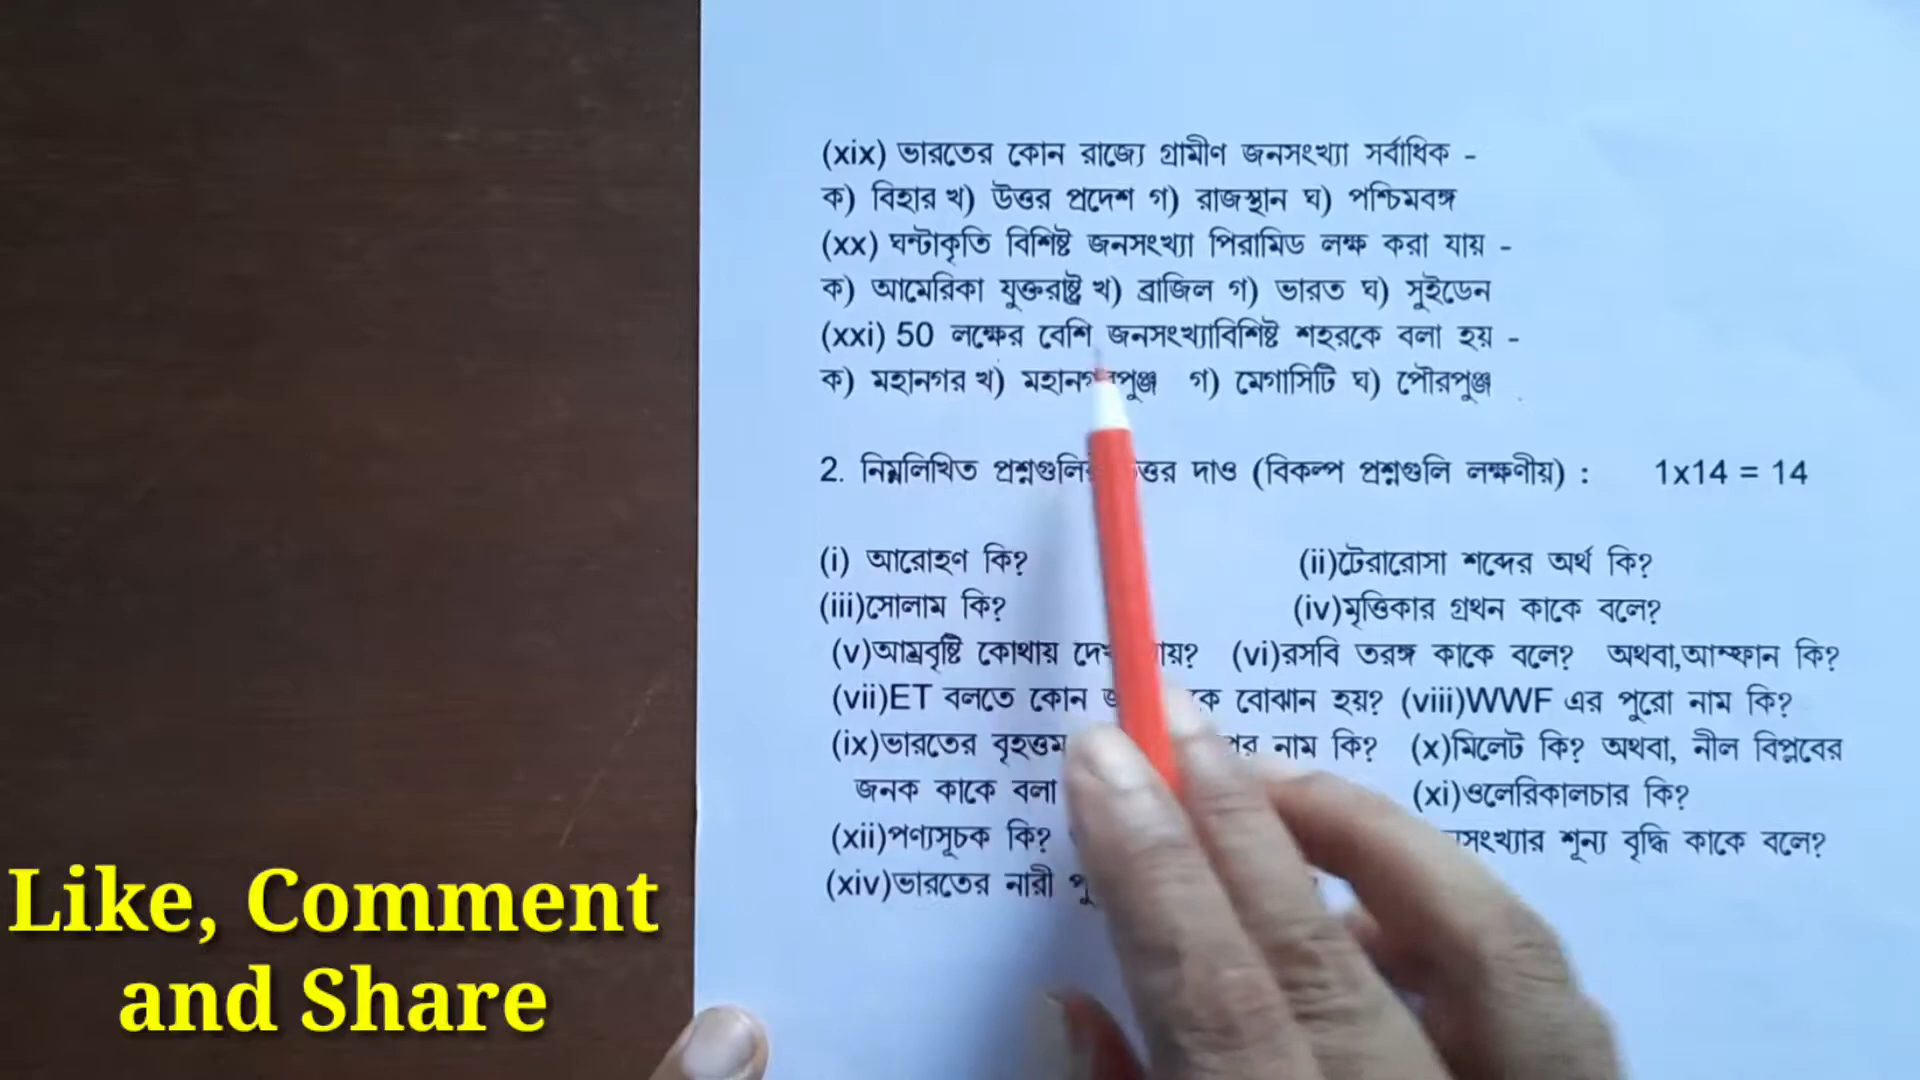 (xix) ভারতের কোন রাজ্যে গ্রামীণ জনসংখ্যা সর্বাধিক -
ক) বিহার খ) উত্তর প্রদেশ গ) রাজস্থান ঘ) পশ্চিমবঙ্গ
(xx) ঘন্টাকৃতি বিশিষ্ট জনসংখ্যা পিরামিড লক্ষ করা যায় -
ক) আমেরিকা যুক্তরাষ্ট্র খ) ব্রাজিল গ) ভারত ঘ) সুইডেন
(xxi) 50 লক্ষের বেশি জনসংখ্যাবিশিষ্ট শহরকে বলা হয় -
ক) মহানগর খ) মহানগরপুঞ্জ গ) মেগাসিটি ঘ) পৌরপুঞ্জ
2. নিম্নলিখিত প্রশ্নগুলির উত্তর দাও (বিকল্প প্রশ্নগুলি লক্ষণীয়) : 1x14 = 14
(i) আরোহণ কি? (ii)টেরারোসা শব্দের অর্থ কি?
(iii)সোলাম কি? (iv)মৃত্তিকার গ্রথন কাকে বলে?
(v)আম্রবৃষ্টি কোথায় দেখা যায়? (vi)রসবি তরঙ্গ কাকে বলে? অথবা,আম্ফান কি?
(vii)ET বলতে কোন কে বোঝান হয়? (viii)WWF এর পুরো নাম কি?
(ix)ভারতের বৃহত্তম নাম কি? (x)মিলেট কি? অথবা, নীল বিপ্লবের
জনক কাকে বলা (xi)ওলেরিকালচার কি?
(xii)পণ্যসূচক কি? শূন্য বৃদ্ধি কাকে বলে?
(xiv)ভারতের নারী
Like, Comment
and Share